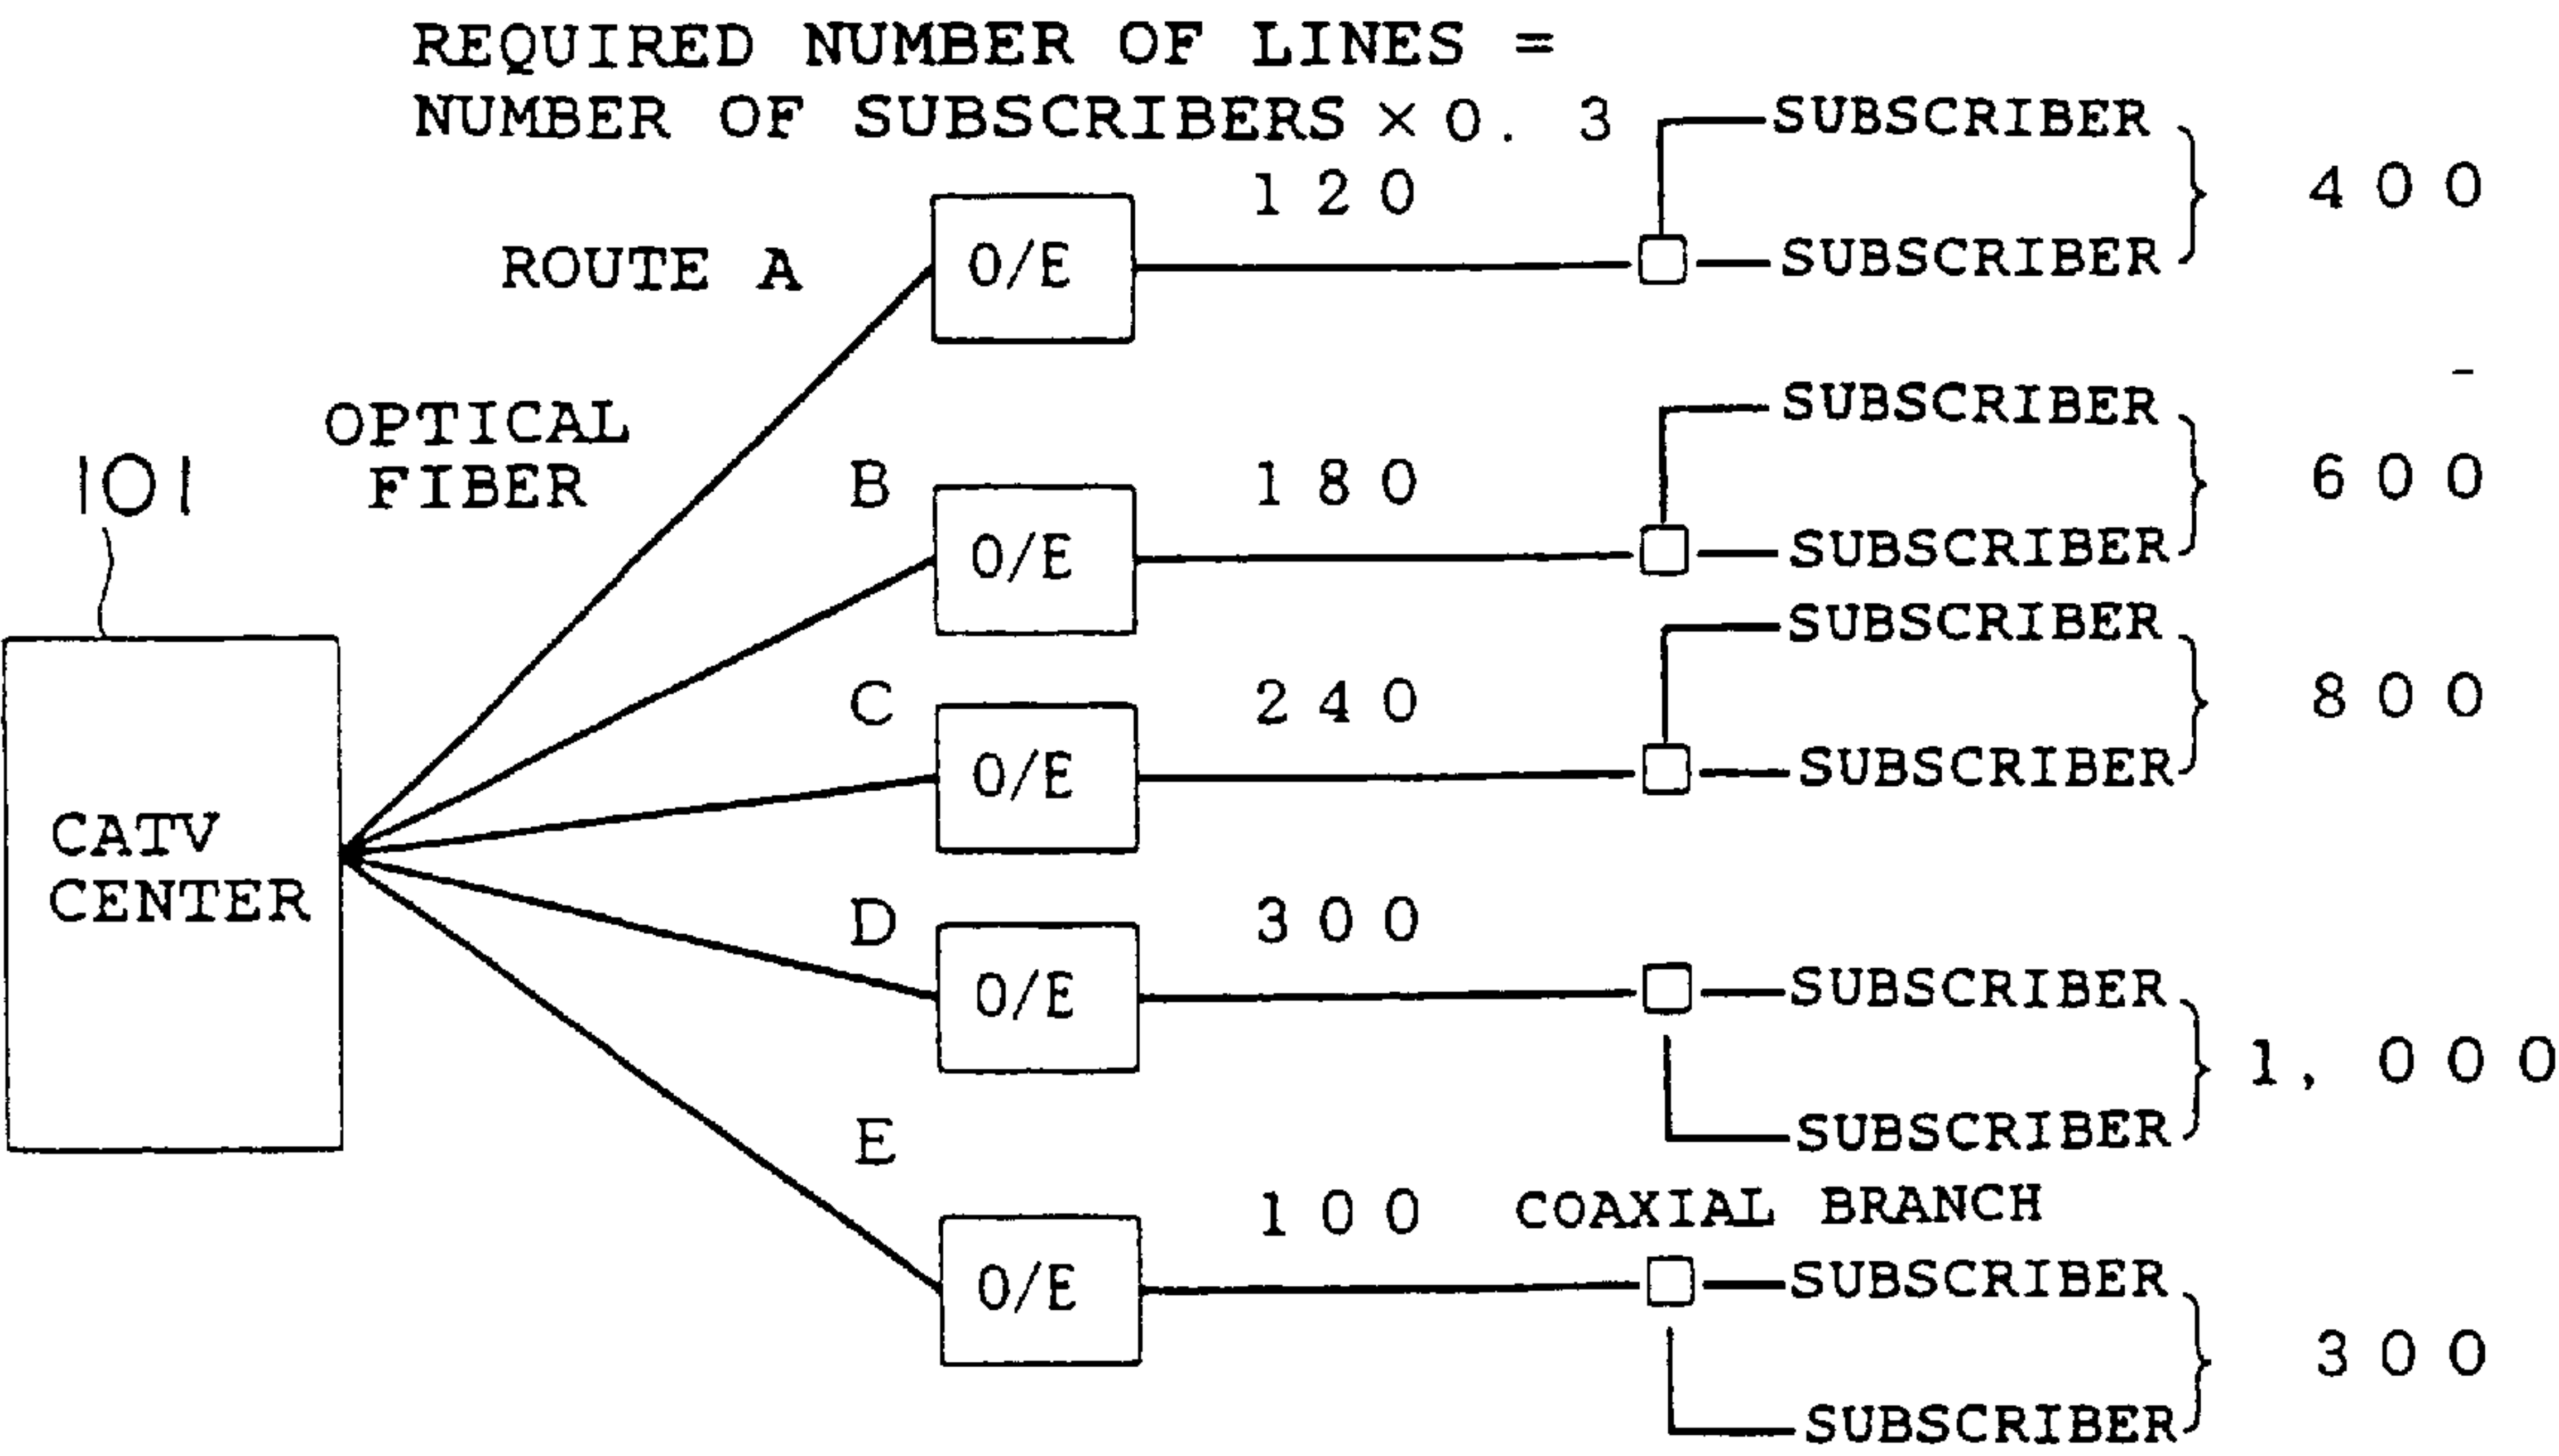 REQUIRED NUMBER OF LINES =
NUMBER OF SUBSCRIBERS × 0.3
SUBSCRIBER
120
400
ROUTE A
O/E
SUBSCRIBER
OPTICAL
FIBER
SUBSCRIBER
101
B
180
600
O/E
SUBSCRIBER
SUBSCRIBER
C
240
800
O/E
SUBSCRIBER
CATV
CENTER
D
300
O/E
SUBSCRIBER
1,000
SUBSCRIBER
E
100
COAXIAL BRANCH
O/E
SUBSCRIBER
300
SUBSCRIBER